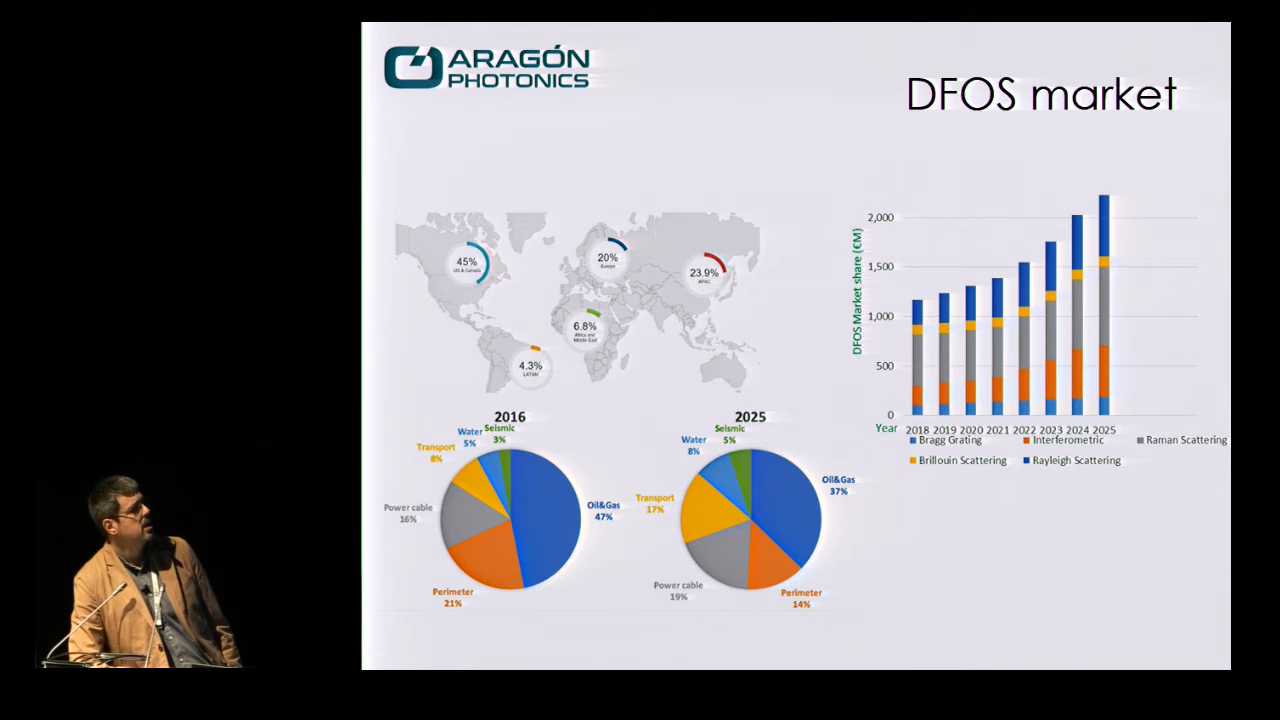 ARAGÓN
PHOTONICS
DFOS market
45%
US & Canada
20%
Europe
23.9%
APAC
6.8%
Africa and
Middle East
4.3%
LATAM
DFOS Market share (€M)
2,000
1,500
1,000
500
0
Year
2018 2019 2020 2021 2022 2023 2024 2025
Bragg Grating
Interferometric
Raman Scattering
Brillouin Scattering
Rayleigh Scattering
2016
Seismic
3%
Water
5%
Transport
8%
Power cable
16%
Perimeter
21%
Oil&Gas
47%
2025
Seismic
5%
Water
8%
Transport
17%
Power cable
19%
Perimeter
14%
Oil&Gas
37%